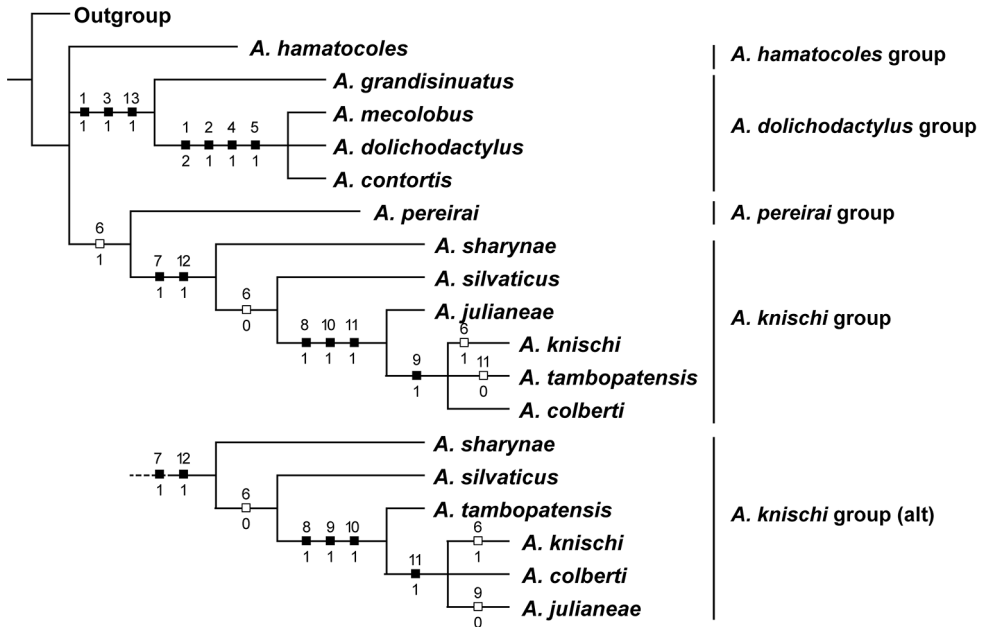 Outgroup
A. hamatocoles
A. hamatocoles group
A. grandisinuatus
1 3 13
1 1 1
A. mecolobus
A. dolichodactylus group
1 2 4 5
A. dolichodactylus
2 1 1 1
A. contortis
A. pereirai
A. pereirai group
6
1
A. sharynae
7 12
1 1
A. silvaticus
6
0
A. julianeae
A. knischi group
8 10 11
1 1 1
6
A. knischi
1
9
11
A. tambopatensis
1
0
A. colberti
A. sharynae
7 12
1 1
A. silvaticus
6
0
A. tambopatensis
A. knischi group (alt)
8 9 10
1 1 1
6
A. knischi
1
11
A. colberti
1
9
A. julianeae
0